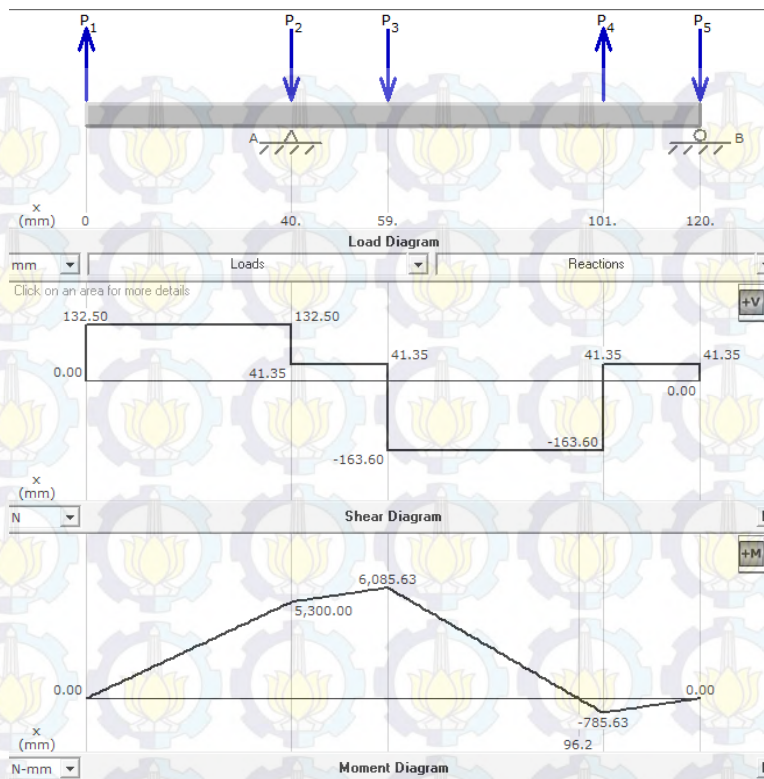 P1 P2 P3 P4 P5
A B
x
(mm) 0 40. 59. 101. 120.
Load Diagram
mm Loads Reactions
Click on an area for more details
+V
132.50 132.50
0.00 41.35 41.35 41.35 41.35
0.00
-163.60 -163.60
x
(mm)
N Shear Diagram
+M
6,085.63
5,300.00
0.00 0.00
-785.63
x 96.2
(mm)
N-mm Moment Diagram